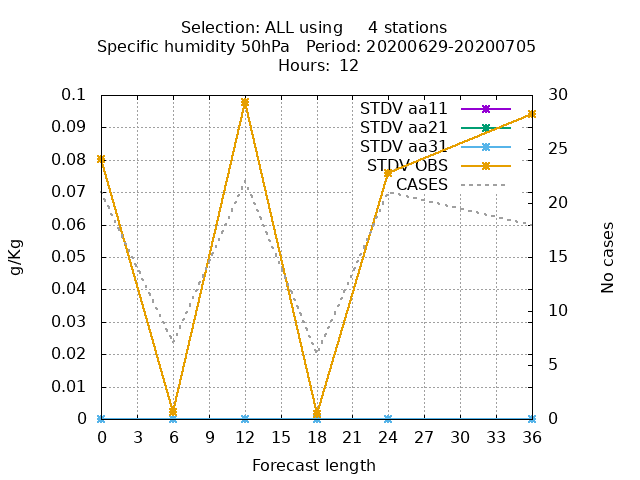 Selection: ALL using     4 stations
Specific humidity 50hPa   Period: 20200629-20200705
Hours:  12
0.1
0.09
0.08
0.07
0.06
0.05
0.04
0.03
0.02
0.01
0
g/Kg
STDV aa11
STDV aa21
STDV aa31
STDV OBS
CASES
30
25
20
15
10
5
0
No cases
0 3 6 9 12 15 18 21 24 27 30 33 36
Forecast length